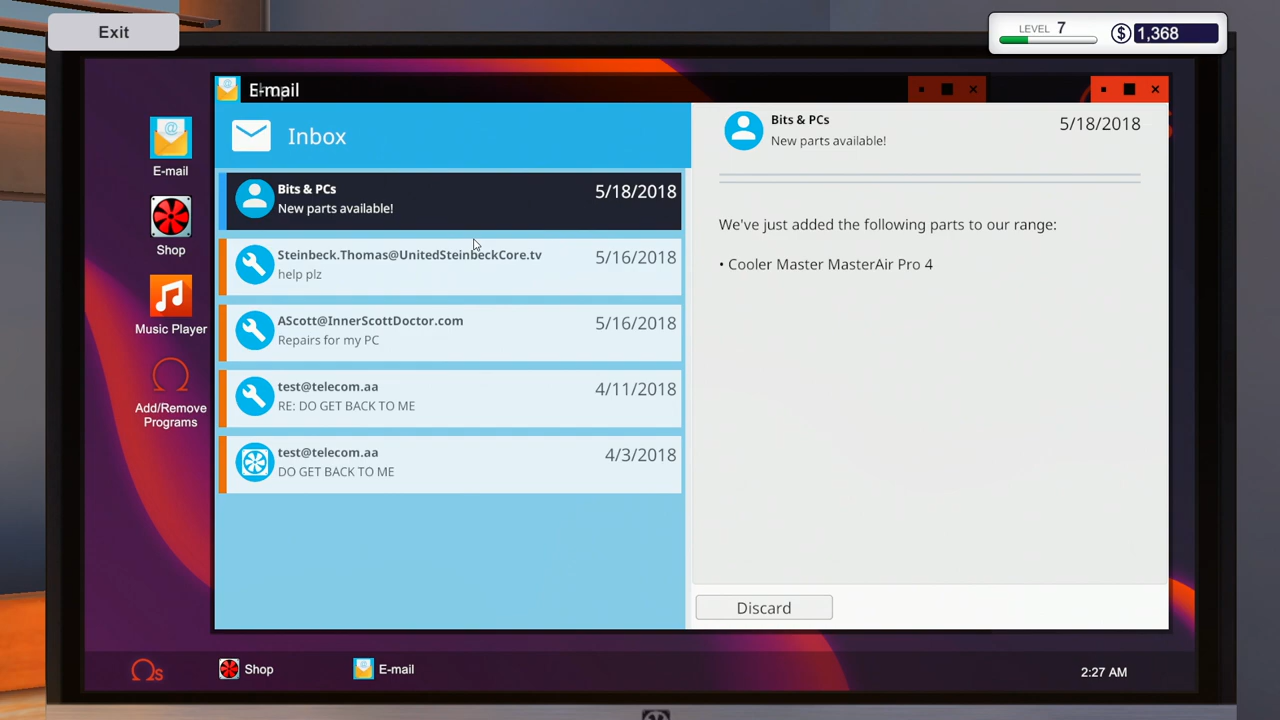 Exit
LEVEL 7
$ 1,368
E-mail
E-mail
Shop
Music Player
Add/Remove
Programs
Inbox
Bits & PCs
5/18/2018
New parts available!
Steinbeck.Thomas@UnitedSteinbeckCore.tv
5/16/2018
help plz
AScott@InnerScottDoctor.com
5/16/2018
Repairs for my PC
test@telecom.aa
4/11/2018
RE: DO GET BACK TO ME
test@telecom.aa
4/3/2018
DO GET BACK TO ME
Bits & PCs
5/18/2018
New parts available!
We've just added the following parts to our range:
• Cooler Master MasterAir Pro 4
Discard
Ωs
Shop
E-mail
2:27 AM